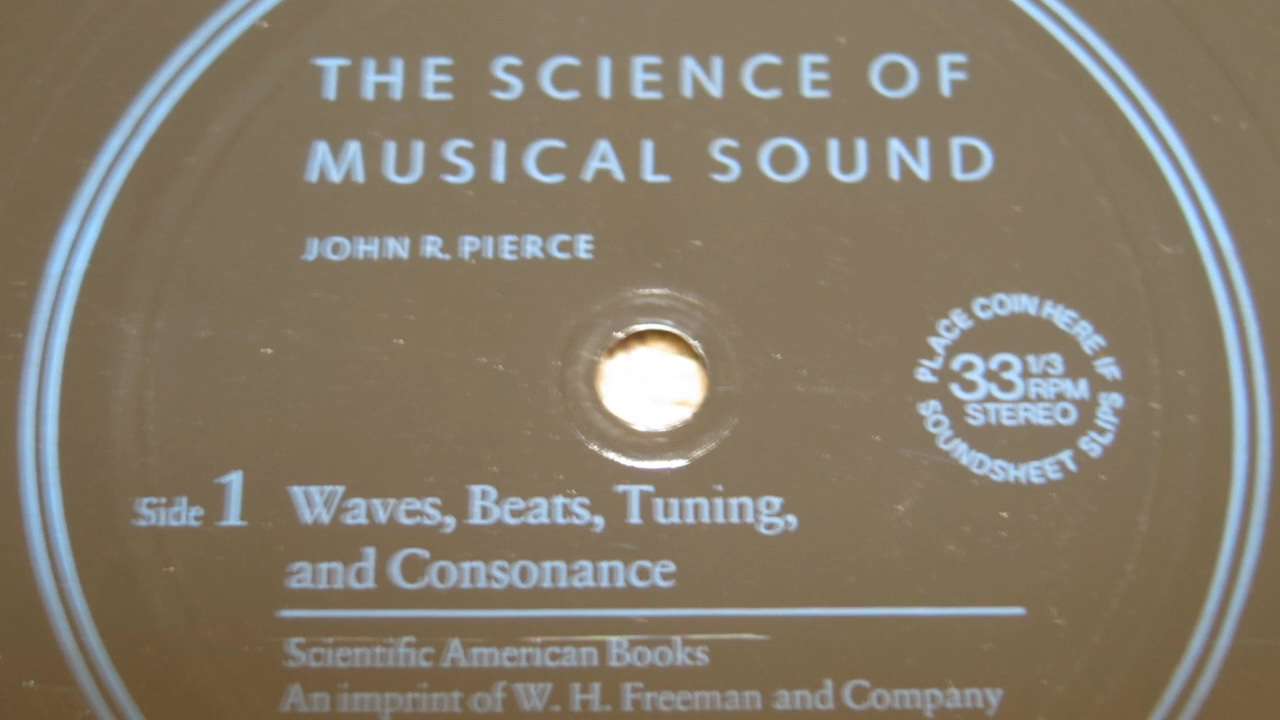 THE SCIENCE OF
MUSICAL SOUND
JOHN R. PIERCE
PLACE COIN HERE IF
SOUNDSHEET SLIPS
33 1/3
RPM
STEREO
Side 1
Waves, Beats, Tuning,
and Consonance
Scientific American Books
An imprint of W. H. Freeman and Company